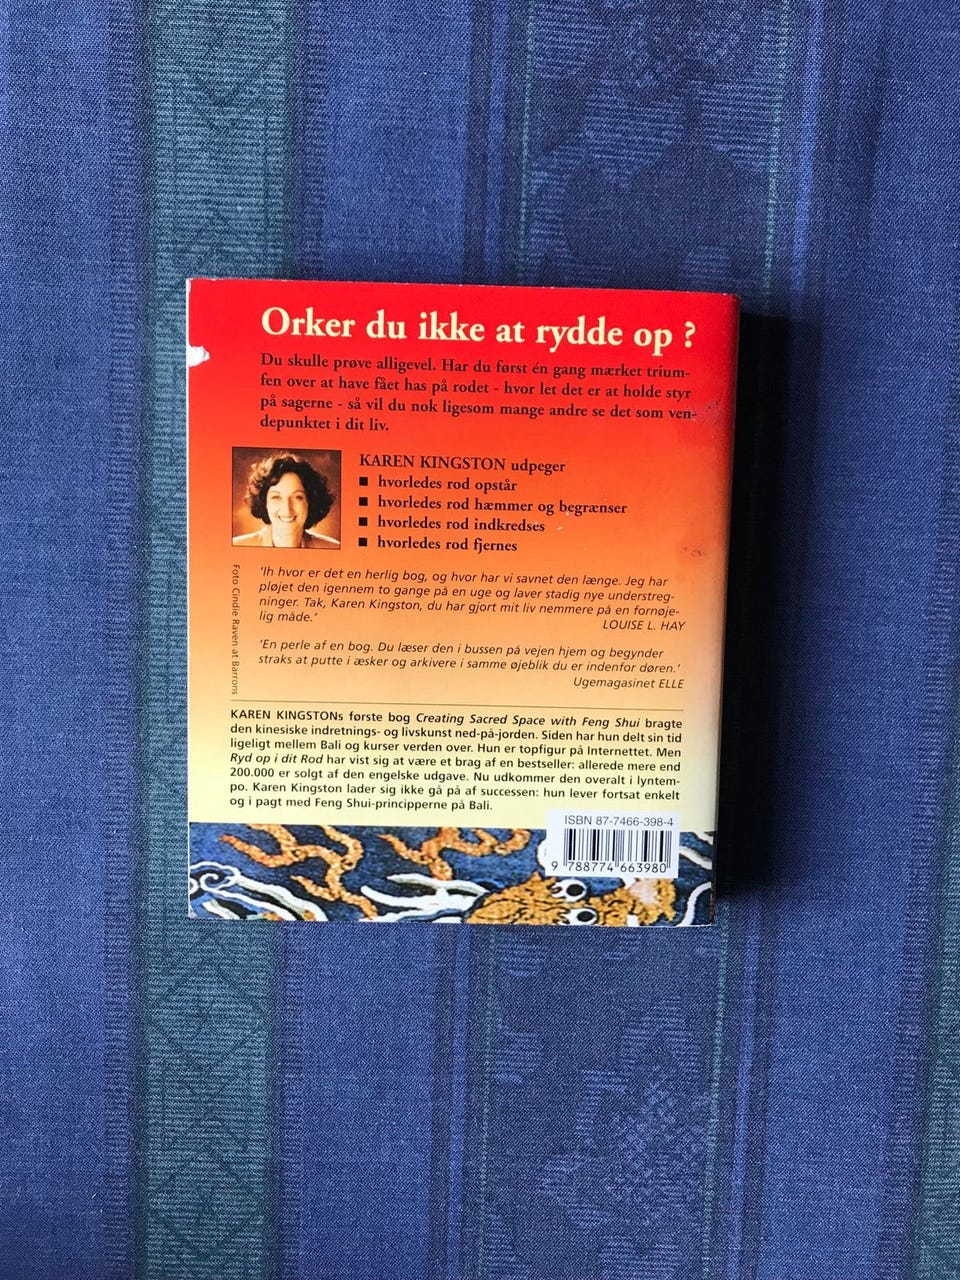 Orker du ikke at rydde op ?
Du skulle prøve alligevel. Har du først én gang mærket trium-
fen over at have fået has på rodet - hvor let det er at holde styr
på sagerne - så vil du nok ligesom mange andre se det som ven-
depunktet i dit liv.
KAREN KINGSTON udpeger
■ hvorledes rod opstår
■ hvorledes rod hæmmer og begrænser
■ hvorledes rod indkredses
■ hvorledes rod fjernes
Foto Cindie Raven at Barrons
'Ih hvor er det en herlig bog, og hvor har vi savnet den længe. Jeg har
pløjet den igennem to gange på en uge og laver stadig nye understreg-
ninger. Tak, Karen Kingston, du har gjort mit liv nemmere på en fornøje-
lig måde.'
LOUISE L. HAY
'En perle af en bog. Du læser den i bussen på vejen hjem og begynder
straks at putte i æsker og arkivere i samme øjeblik du er indenfor døren.'
Ugemagasinet ELLE
KAREN KINGSTONs første bog Creating Sacred Space with Feng Shui bragte
den kinesiske indretnings- og livskunst ned-på-jorden. Siden har hun delt sin tid
ligeligt mellem Bali og kurser verden over. Hun er topfigur på Internettet. Men
Ryd op i dit Rod har vist sig at være et brag af en bestseller: allerede mere end
200.000 er solgt af den engelske udgave. Nu udkommer den overalt i lyntem-
po. Karen Kingston lader sig ikke gå på af successen: hun lever fortsat enkelt
og i pagt med Feng Shui-principperne på Bali.
ISBN 87-7466-398-4
9 788774 663980